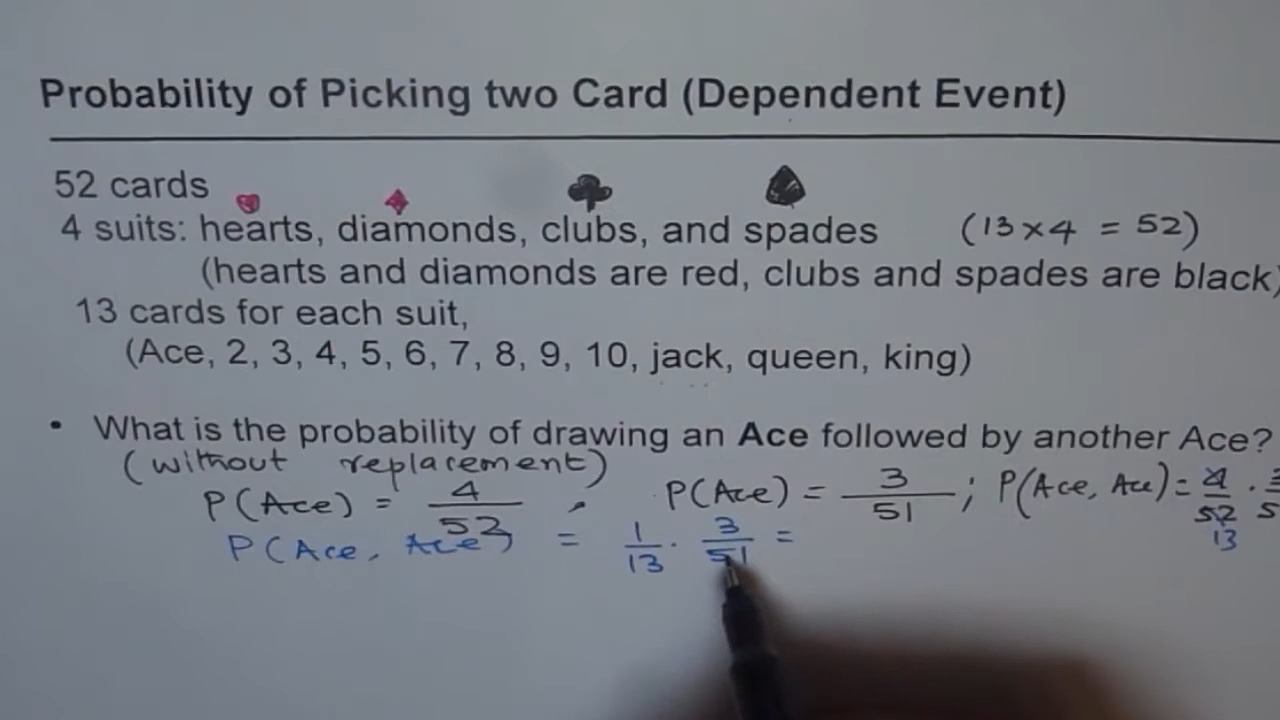 Probability of Picking two Card (Dependent Event)
52 cards
4 suits: hearts, diamonds, clubs, and spades (13 x 4 = 52)
(hearts and diamonds are red, clubs and spades are black)
13 cards for each suit,
(Ace, 2, 3, 4, 5, 6, 7, 8, 9, 10, jack, queen, king)
• What is the probability of drawing an Ace followed by another Ace?
(without replacement)
P(Ace) = 4/52 , P(Ace) = 3/51 ; P(Ace, Ace) = 4/52 · 3/5
13
P(Ace, Ace) = 1/13 · 3/51 =